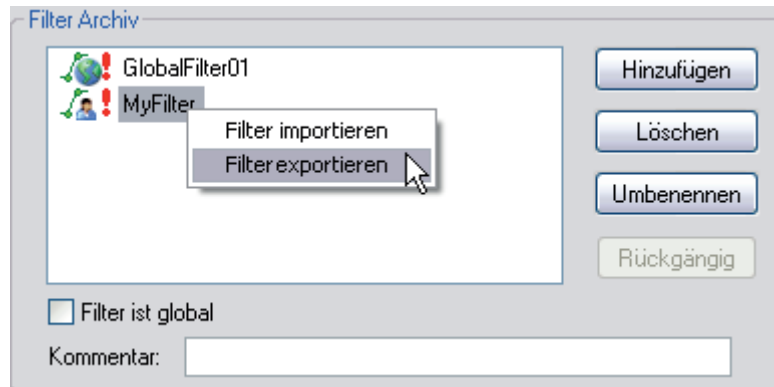 Filter Archiv
GlobalFilter01
MyFilter
Filter importieren
Filter exportieren
Hinzufügen
Löschen
Umbenennen
Rückgängig
Filter ist global
Kommentar: